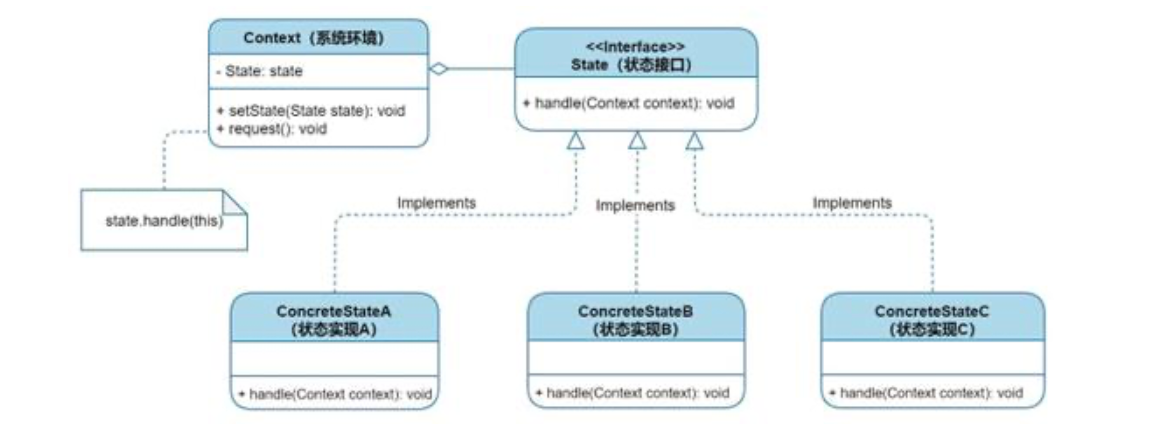 Context（系统环境）
- State: state
+ setState(State state): void
+ request(): void
<<Interface>>
State（状态接口）
+ handle(Context context): void
state.handle(this)
Implements
Implements
Implements
ConcreteStateA
（状态实现A）
+ handle(Context context): void
ConcreteStateB
（状态实现B）
+ handle(Context context): void
ConcreteStateC
（状态实现C）
+ handle(Context context): void